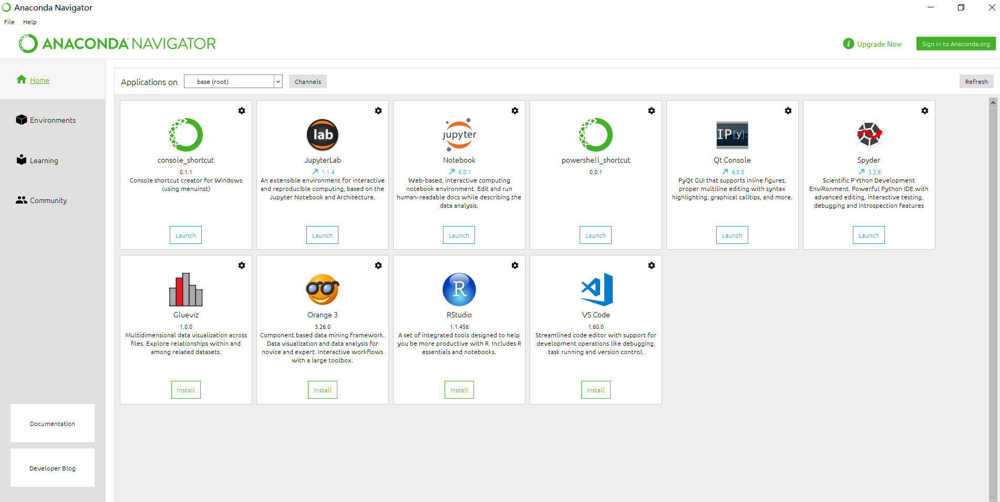 Anaconda Navigator
File Help
ANACONDA NAVIGATOR
i Upgrade Now
Sign in to Anaconda.org
Home
Environments
Learning
Community
Documentation
Developer Blog
Applications on
base (root)
Channels
Refresh
console_shortcut
0.1.1
Console shortcut creator for Windows
(using menuinst)
Launch
lab
JupyterLab
1.1.4
An extensible environment for interactive
and reproducible computing, based on the
Jupyter Notebook and Architecture.
Launch
jupyter
Notebook
6.0.1
Web-based, interactive computing
notebook environment. Edit and run
human-readable docs while describing the
data analysis.
Launch
powershell_shortcut
0.0.1
Launch
IP[y]:
Qt Console
4.5.5
PyQt GUI that supports inline figures,
proper multiline editing with syntax
highlighting, graphical calltips, and more.
Launch
Spyder
3.3.6
Scientific PYthon Development
EnviRonment. Powerful Python IDE with
advanced editing, interactive testing,
debugging and introspection features
Launch
Glueviz
1.0.0
Multidimensional data visualization across
files. Explore relationships within and
among related datasets.
Install
Orange 3
3.26.0
Component based data mining framework.
Data visualization and data analysis for
novice and expert. Interactive workflows
with a large toolbox.
Install
R
RStudio
1.1.456
A set of integrated tools designed to help
you be more productive with R. Includes R
essentials and notebooks.
Install
VS Code
1.60.0
Streamlined code editor with support for
development operations like debugging,
task running and version control.
Install